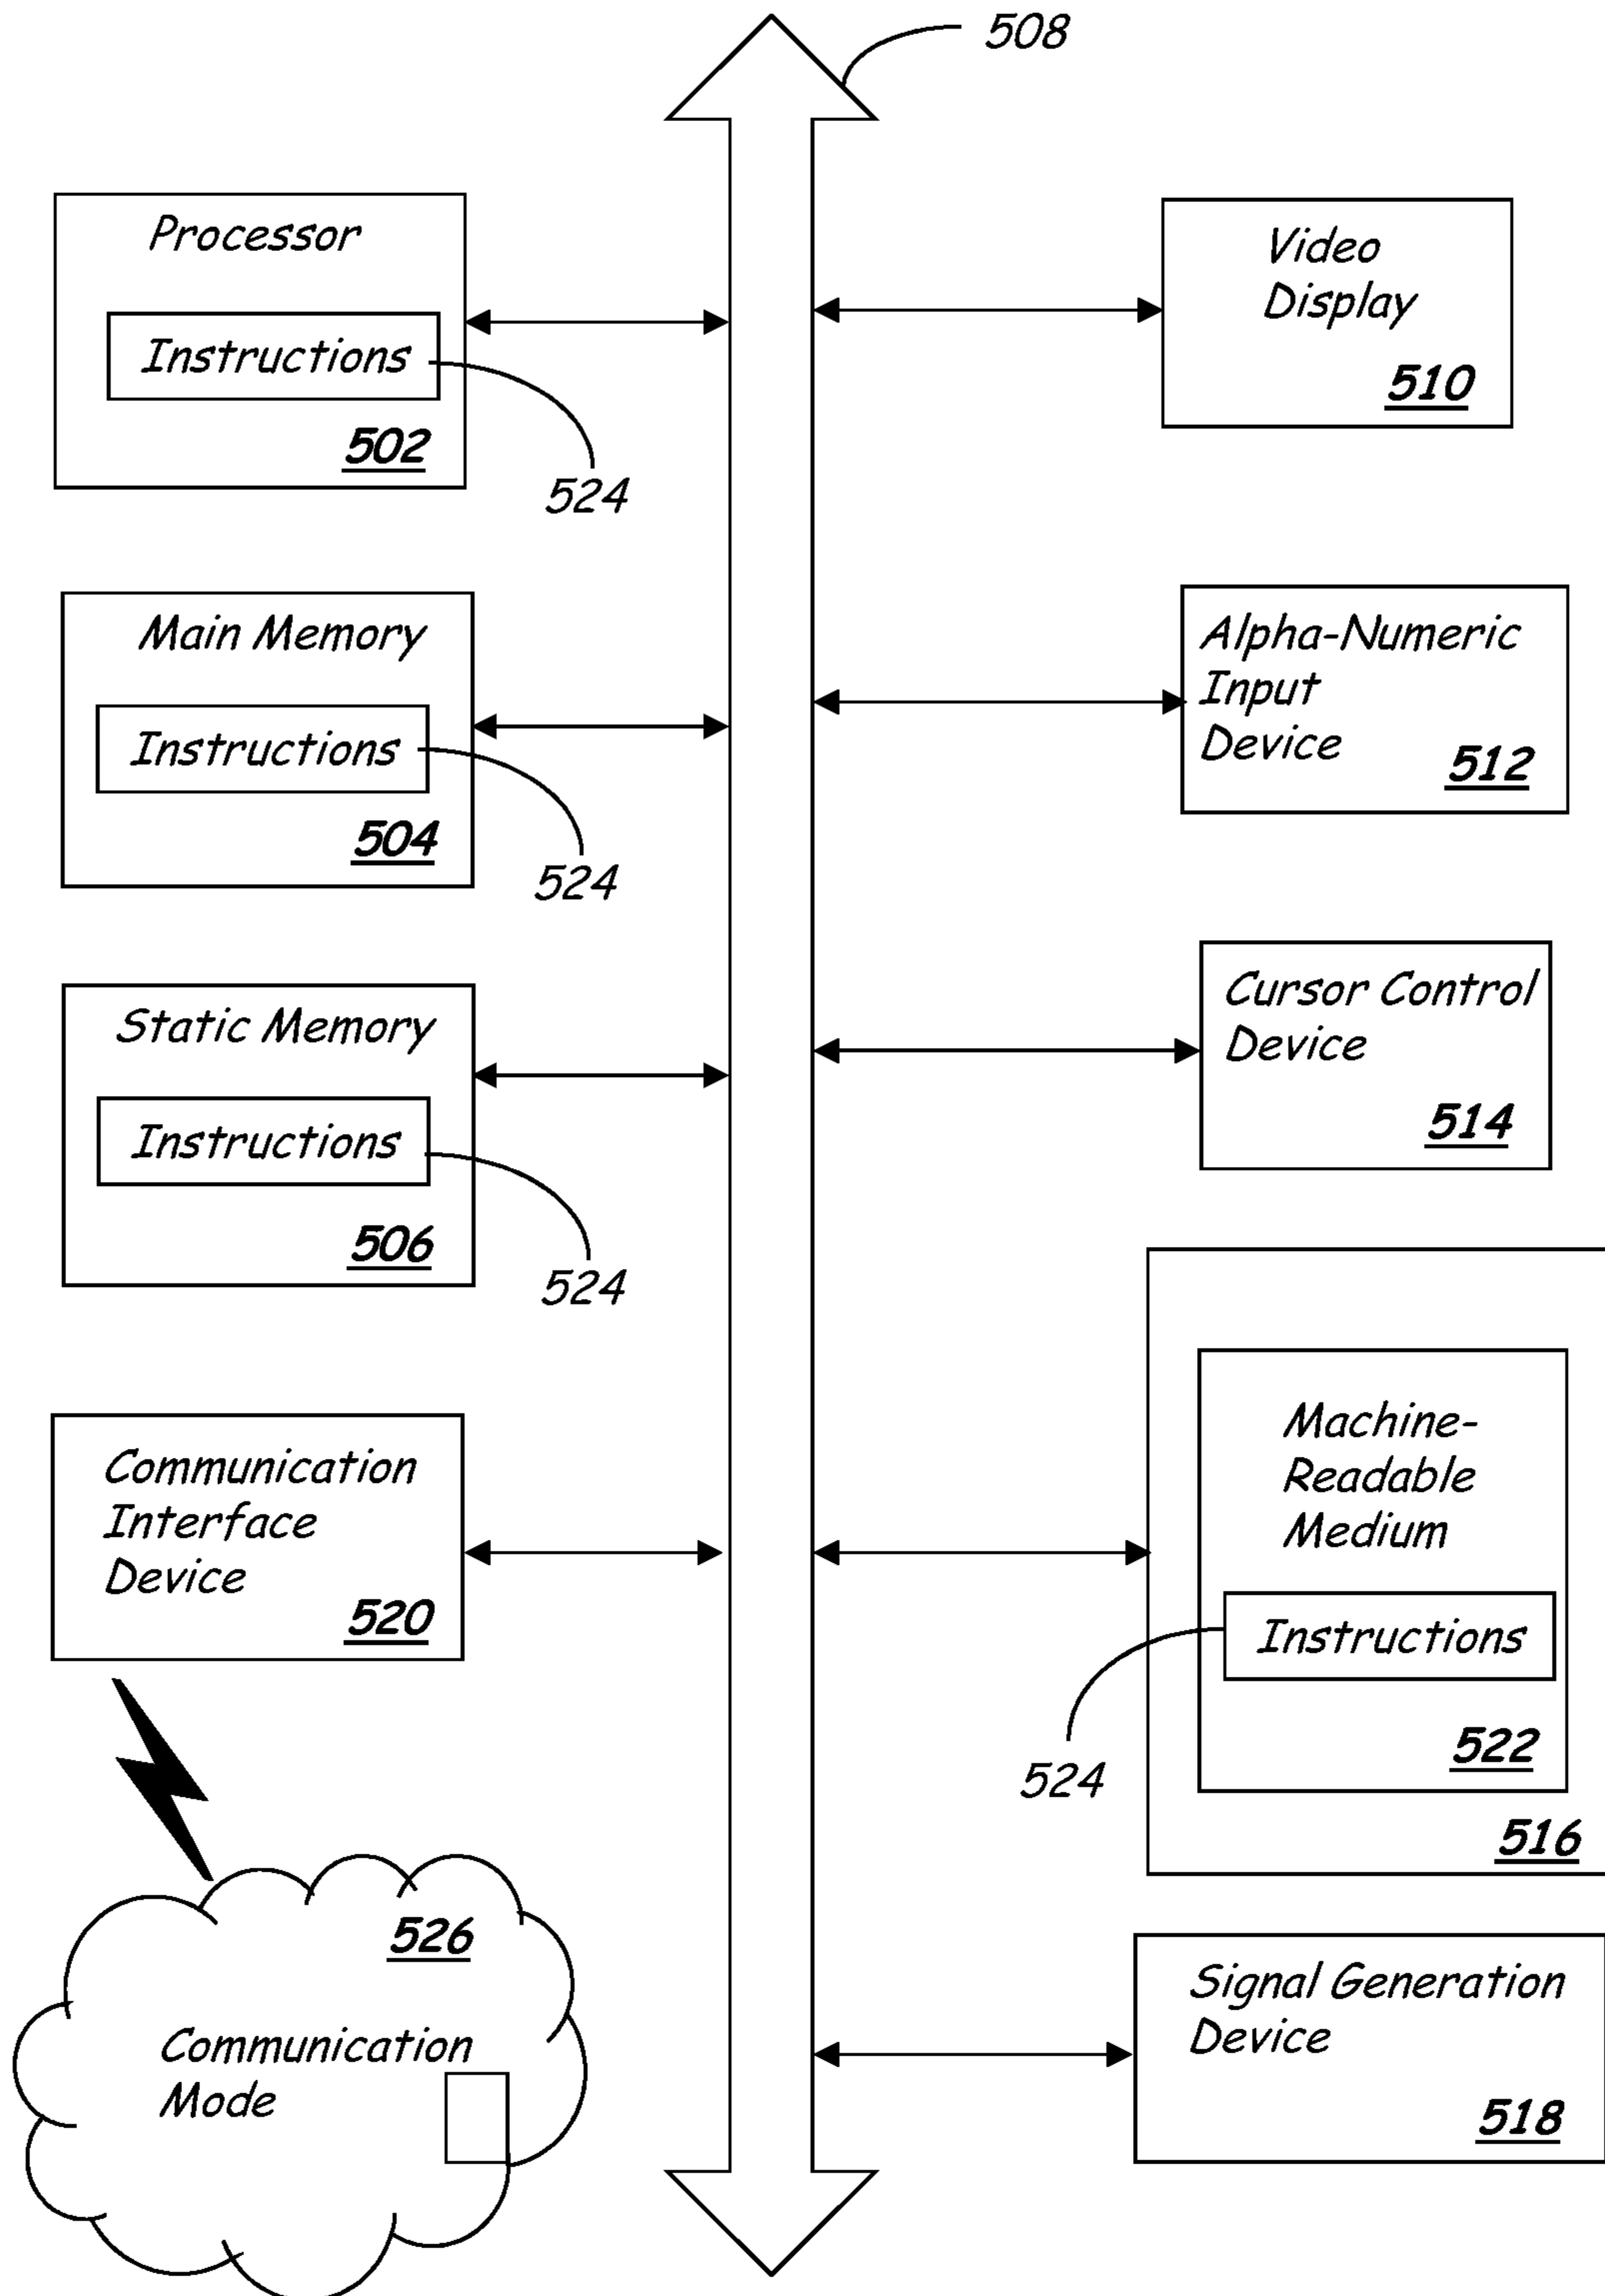 508
Processor
Instructions
502
524
Main Memory
Instructions
504
524
Static Memory
Instructions
506
524
Communication
Interface
Device
520
526
Communication
Mode
Video
Display
510
Alpha-Numeric
Input
Device
512
Cursor Control
Device
514
Machine-
Readable
Medium
Instructions
524
522
516
Signal Generation
Device
518